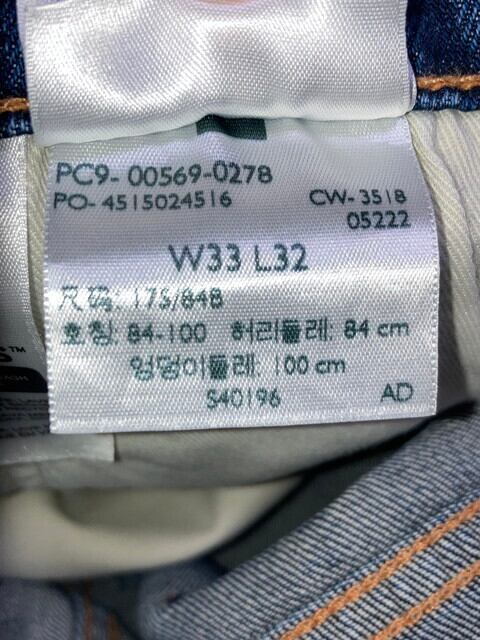 PC9- 00569-0278
PO- 4515024516 CW- 3518
05222
W33 L32
尺码: 175/84B
호칭: 84-100 허리둘레: 84 cm
엉덩이둘레: 100 cm
S40196 AD
TM